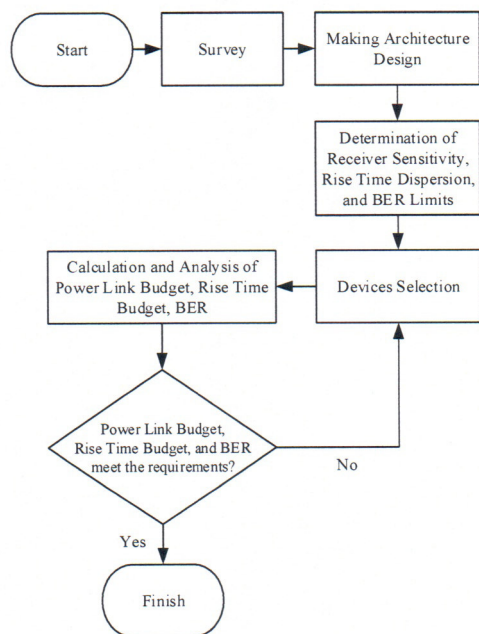 Start
Survey
Making Architecture
Design
Determination of
Receiver Sensitivity,
Rise Time Dispersion,
and BER Limits
Devices Selection
Calculation and Analysis of
Power Link Budget, Rise Time
Budget, BER
Power Link Budget,
Rise Time Budget, and BER
meet the requirements?
No
Yes
Finish